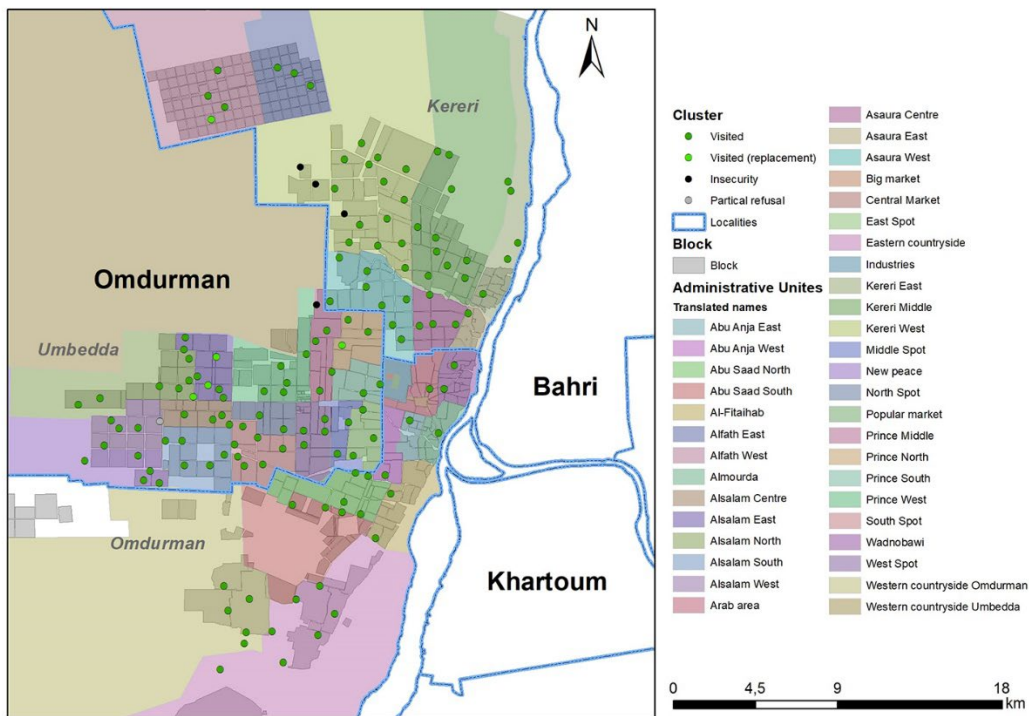 N
Kereri
Omdurman
Umbedda
Bahri
Omdurman
Khartoum
Cluster
Visited
Visited (replacement)
Insecurity
Partical refusal
Localities
Block
Block
Administrative Unites
Translated names
Abu Anja East
Abu Anja West
Abu Saad North
Abu Saad South
Al-Fitaihab
Alfath East
Alfath West
Almourda
Alsalam Centre
Alsalam East
Alsalam North
Alsalam South
Alsalam West
Arab area
Asaura Centre
Asaura East
Asaura West
Big market
Central Market
East Spot
Eastern countryside
Industries
Kereri East
Kereri Middle
Kereri West
Middle Spot
New peace
North Spot
Popular market
Prince Middle
Prince North
Prince South
Prince West
South Spot
Wadnobawi
West Spot
Western countryside Omdurman
Western countryside Umbedda
0 4,5 9 18
km